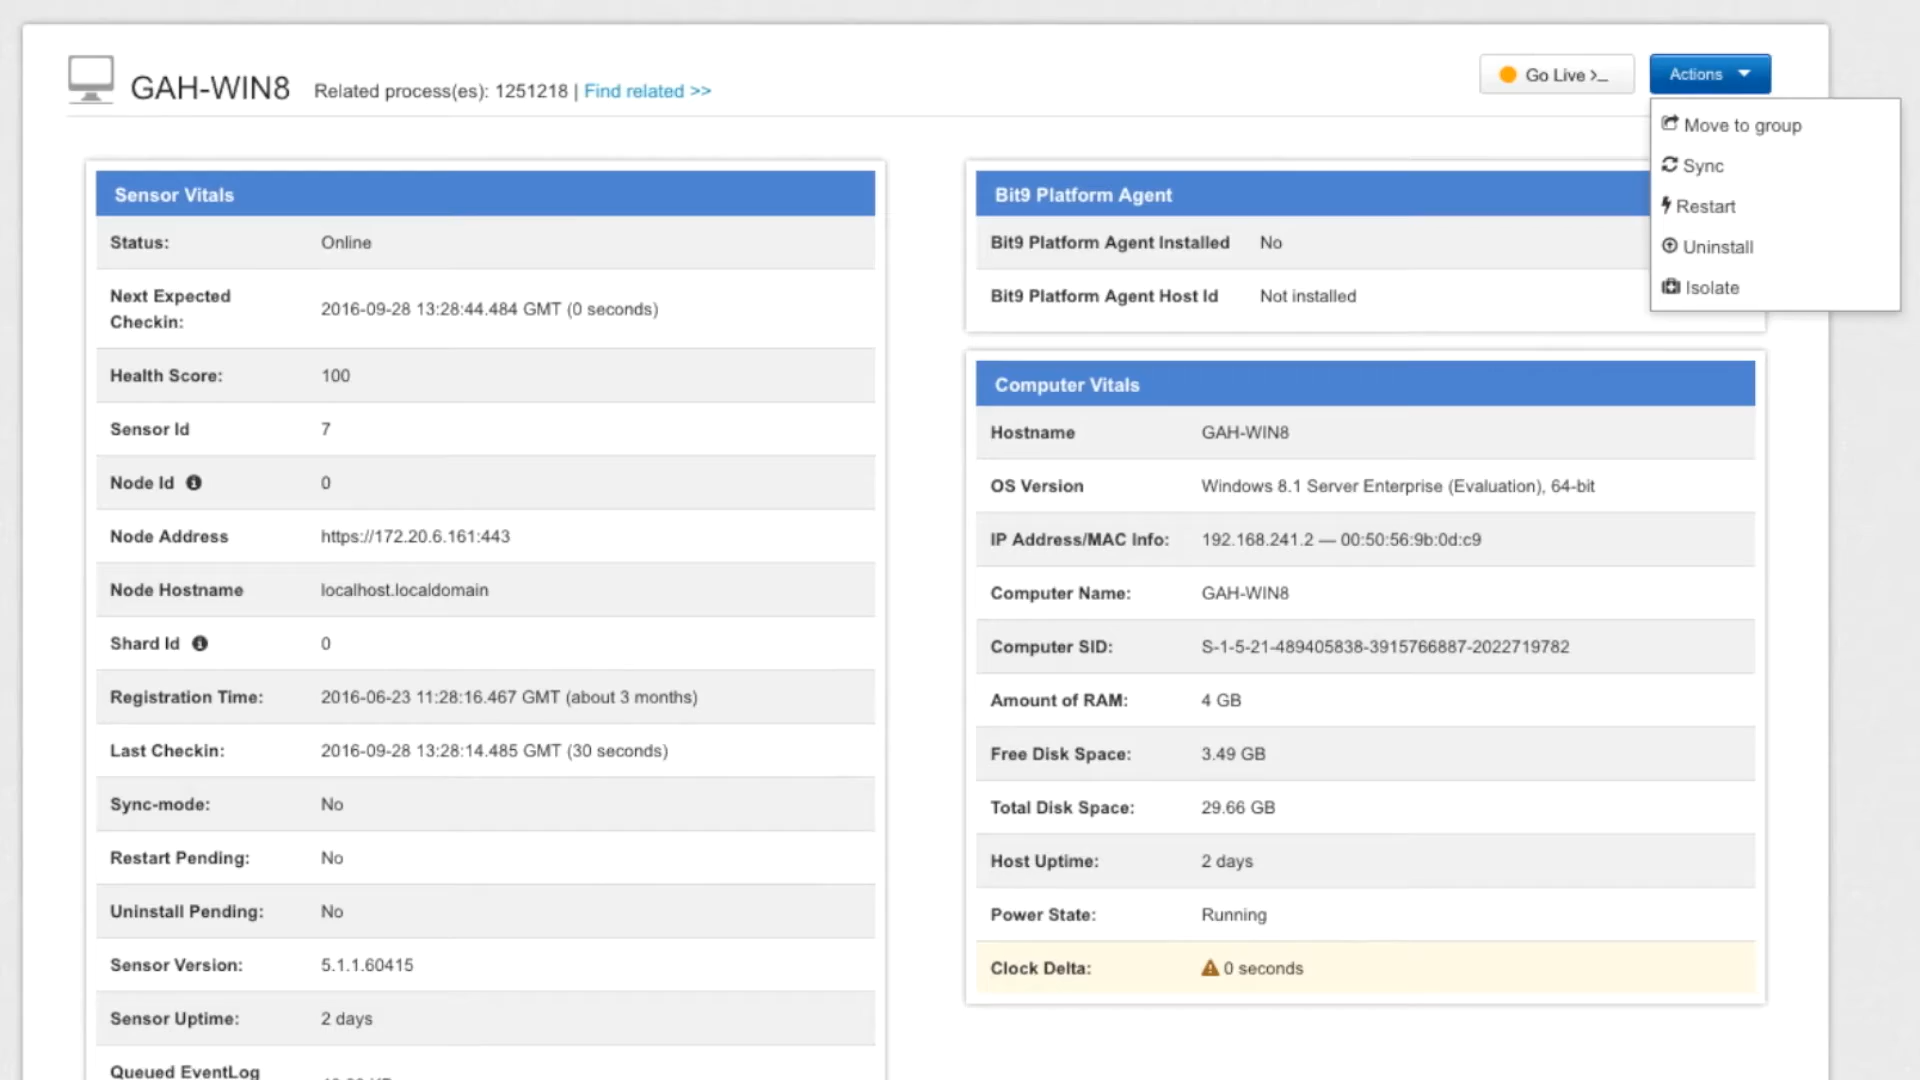 GAH-WIN8 Related process(es): 1251218 | Find related >>
Go Live >_
Actions
Move to group
Sync
Restart
Uninstall
Isolate
Sensor Vitals
Status: Online
Next Expected
Checkin: 2016-09-28 13:28:44.484 GMT (0 seconds)
Health Score: 100
Sensor Id 7
Node Id 0
Node Address https://172.20.6.161:443
Node Hostname localhost.localdomain
Shard Id 0
Registration Time: 2016-06-23 11:28:16.467 GMT (about 3 months)
Last Checkin: 2016-09-28 13:28:14.485 GMT (30 seconds)
Sync-mode: No
Restart Pending: No
Uninstall Pending: No
Sensor Version: 5.1.1.60415
Sensor Uptime: 2 days
Queued EventLog
Bit9 Platform Agent
Bit9 Platform Agent Installed No
Bit9 Platform Agent Host Id Not installed
Computer Vitals
Hostname GAH-WIN8
OS Version Windows 8.1 Server Enterprise (Evaluation), 64-bit
IP Address/MAC Info: 192.168.241.2 — 00:50:56:9b:0d:c9
Computer Name: GAH-WIN8
Computer SID: S-1-5-21-489405838-3915766887-2022719782
Amount of RAM: 4 GB
Free Disk Space: 3.49 GB
Total Disk Space: 29.66 GB
Host Uptime: 2 days
Power State: Running
Clock Delta: 0 seconds